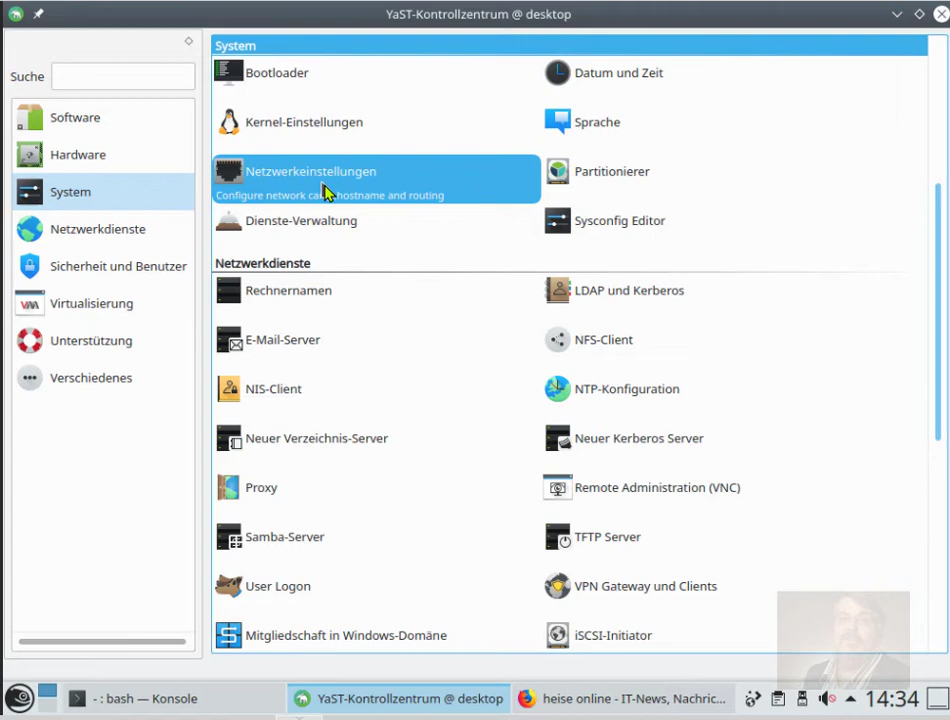 YaST-Kontrollzentrum @ desktop
Suche
Software
Hardware
System
Netzwerkdienste
Sicherheit und Benutzer
Virtualisierung
Unterstützung
Verschiedenes
System
Bootloader
Datum und Zeit
Kernel-Einstellungen
Sprache
Netzwerkeinstellungen
Configure network hostname and routing
Partitionierer
Dienste-Verwaltung
Sysconfig Editor
Netzwerkdienste
Rechnernamen
LDAP und Kerberos
E-Mail-Server
NFS-Client
NIS-Client
NTP-Konfiguration
Neuer Verzeichnis-Server
Neuer Kerberos Server
Proxy
Remote Administration (VNC)
Samba-Server
TFTP Server
User Logon
VPN Gateway und Clients
Mitgliedschaft in Windows-Domäne
iSCSI-Initiator
- : bash — Konsole
YaST-Kontrollzentrum @ desktop
heise online - IT-News, Nachric...
14:34